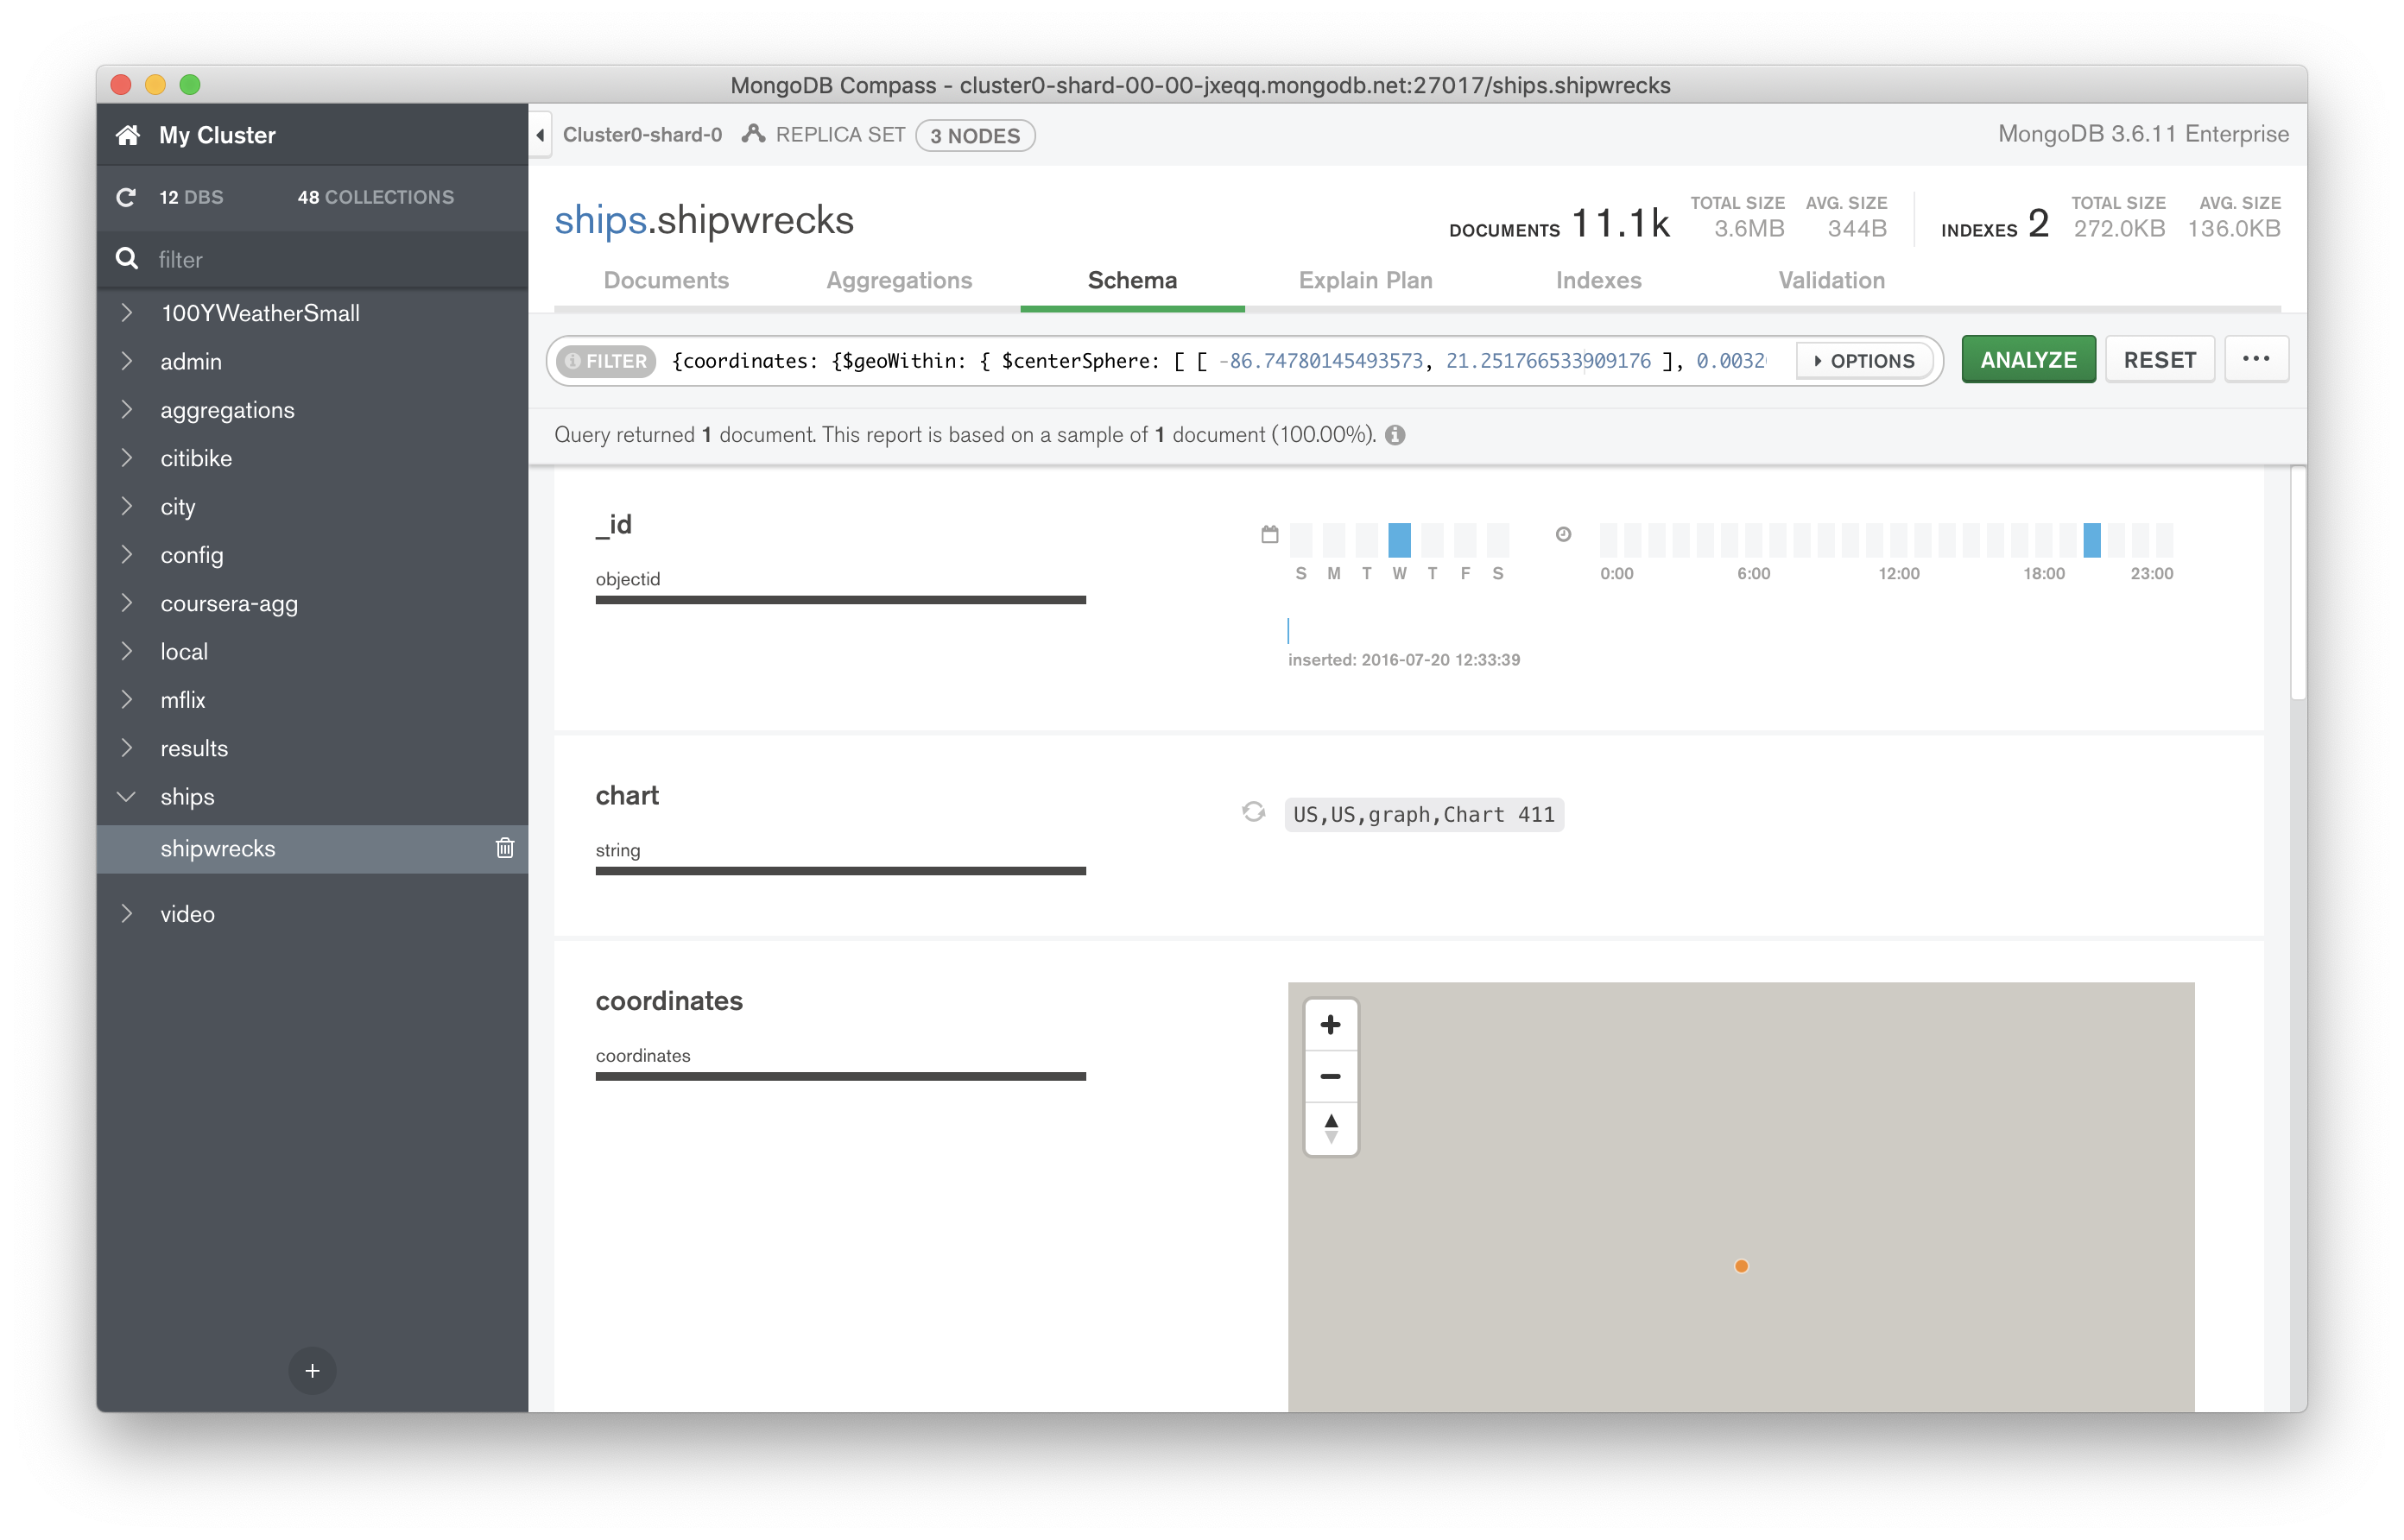 MongoDB Compass - cluster0-shard-00-00-jxeqq.mongodb.net:27017/ships.shipwrecks
My Cluster
Cluster0-shard-0 REPLICA SET 3 NODES
MongoDB 3.6.11 Enterprise
12 DBS 48 COLLECTIONS
filter
100YWeatherSmall
admin
aggregations
citibike
city
config
coursera-agg
local
mflix
results
ships
shipwrecks
video
+
ships.shipwrecks
DOCUMENTS 11.1k TOTAL SIZE 3.6MB AVG. SIZE 344B
INDEXES 2 TOTAL SIZE 272.0KB AVG. SIZE 136.0KB
Documents Aggregations Schema Explain Plan Indexes Validation
FILTER {coordinates: {$geoWithin: { $centerSphere: [ [ -86.74780145493573, 21.251766533909176 ], 0.0032 OPTIONS ANALYZE RESET ...
Query returned 1 document. This report is based on a sample of 1 document (100.00%).
_id
objectid
S M T W T F S
0:00 6:00 12:00 18:00 23:00
inserted: 2016-07-20 12:33:39
chart
string
US,US,graph,Chart 411
coordinates
coordinates